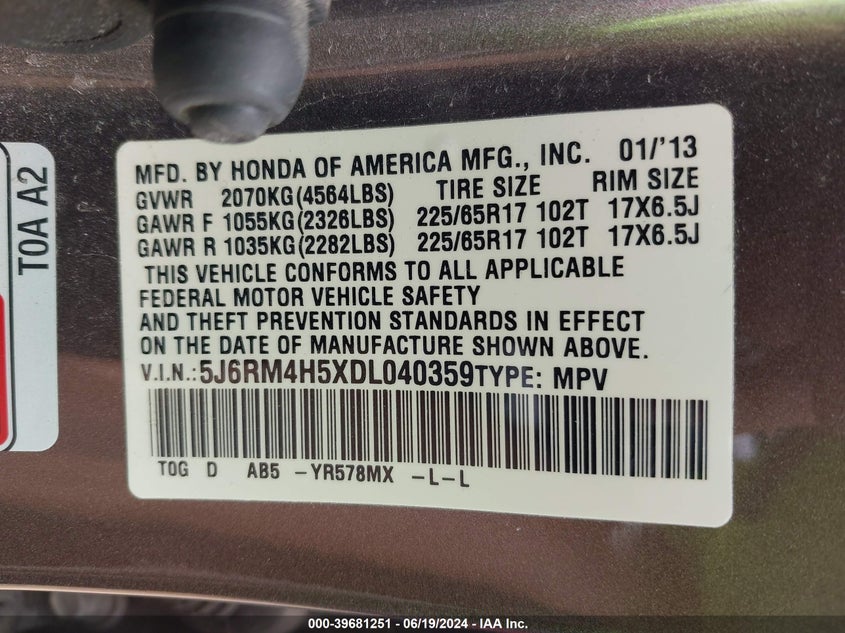 T0A A2
MFD. BY HONDA OF AMERICA MFG., INC. 01/'13
GVWR 2070KG(4564LBS) TIRE SIZE RIM SIZE
GAWR F 1055KG(2326LBS) 225/65R17 102T 17X6.5J
GAWR R 1035KG(2282LBS) 225/65R17 102T 17X6.5J
THIS VEHICLE CONFORMS TO ALL APPLICABLE
FEDERAL MOTOR VEHICLE SAFETY
AND THEFT PREVENTION STANDARDS IN EFFECT
ON THE DATE OF MANUFACTURE SHOWN ABOVE.
V.I.N.: 5J6RM4H5XDL040359 TYPE: MPV
T0G D AB5 -YR578MX -L-L
000-39681251 - 06/19/2024 - IAA Inc.